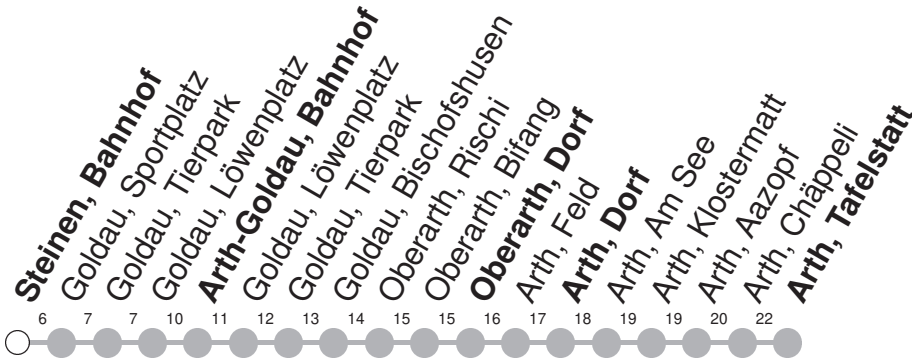 Steinen, Bahnhof
Goldau, Sportplatz
Goldau, Tierpark
Goldau, Löwenplatz
Arth-Goldau, Bahnhof
Goldau, Löwenplatz
Goldau, Tierpark
Goldau, Bischofshusen
Oberarth, Rischi
Oberarth, Bifang
Oberarth, Dorf
Arth, Feld
Arth, Dorf
Arth, Am See
Arth, Klostermatt
Arth, Aazopf
Arth, Chäppeli
Arth, Tafelstatt
6 7 7 10 11 12 13 14 15 15 16 17 18 19 19 20 22